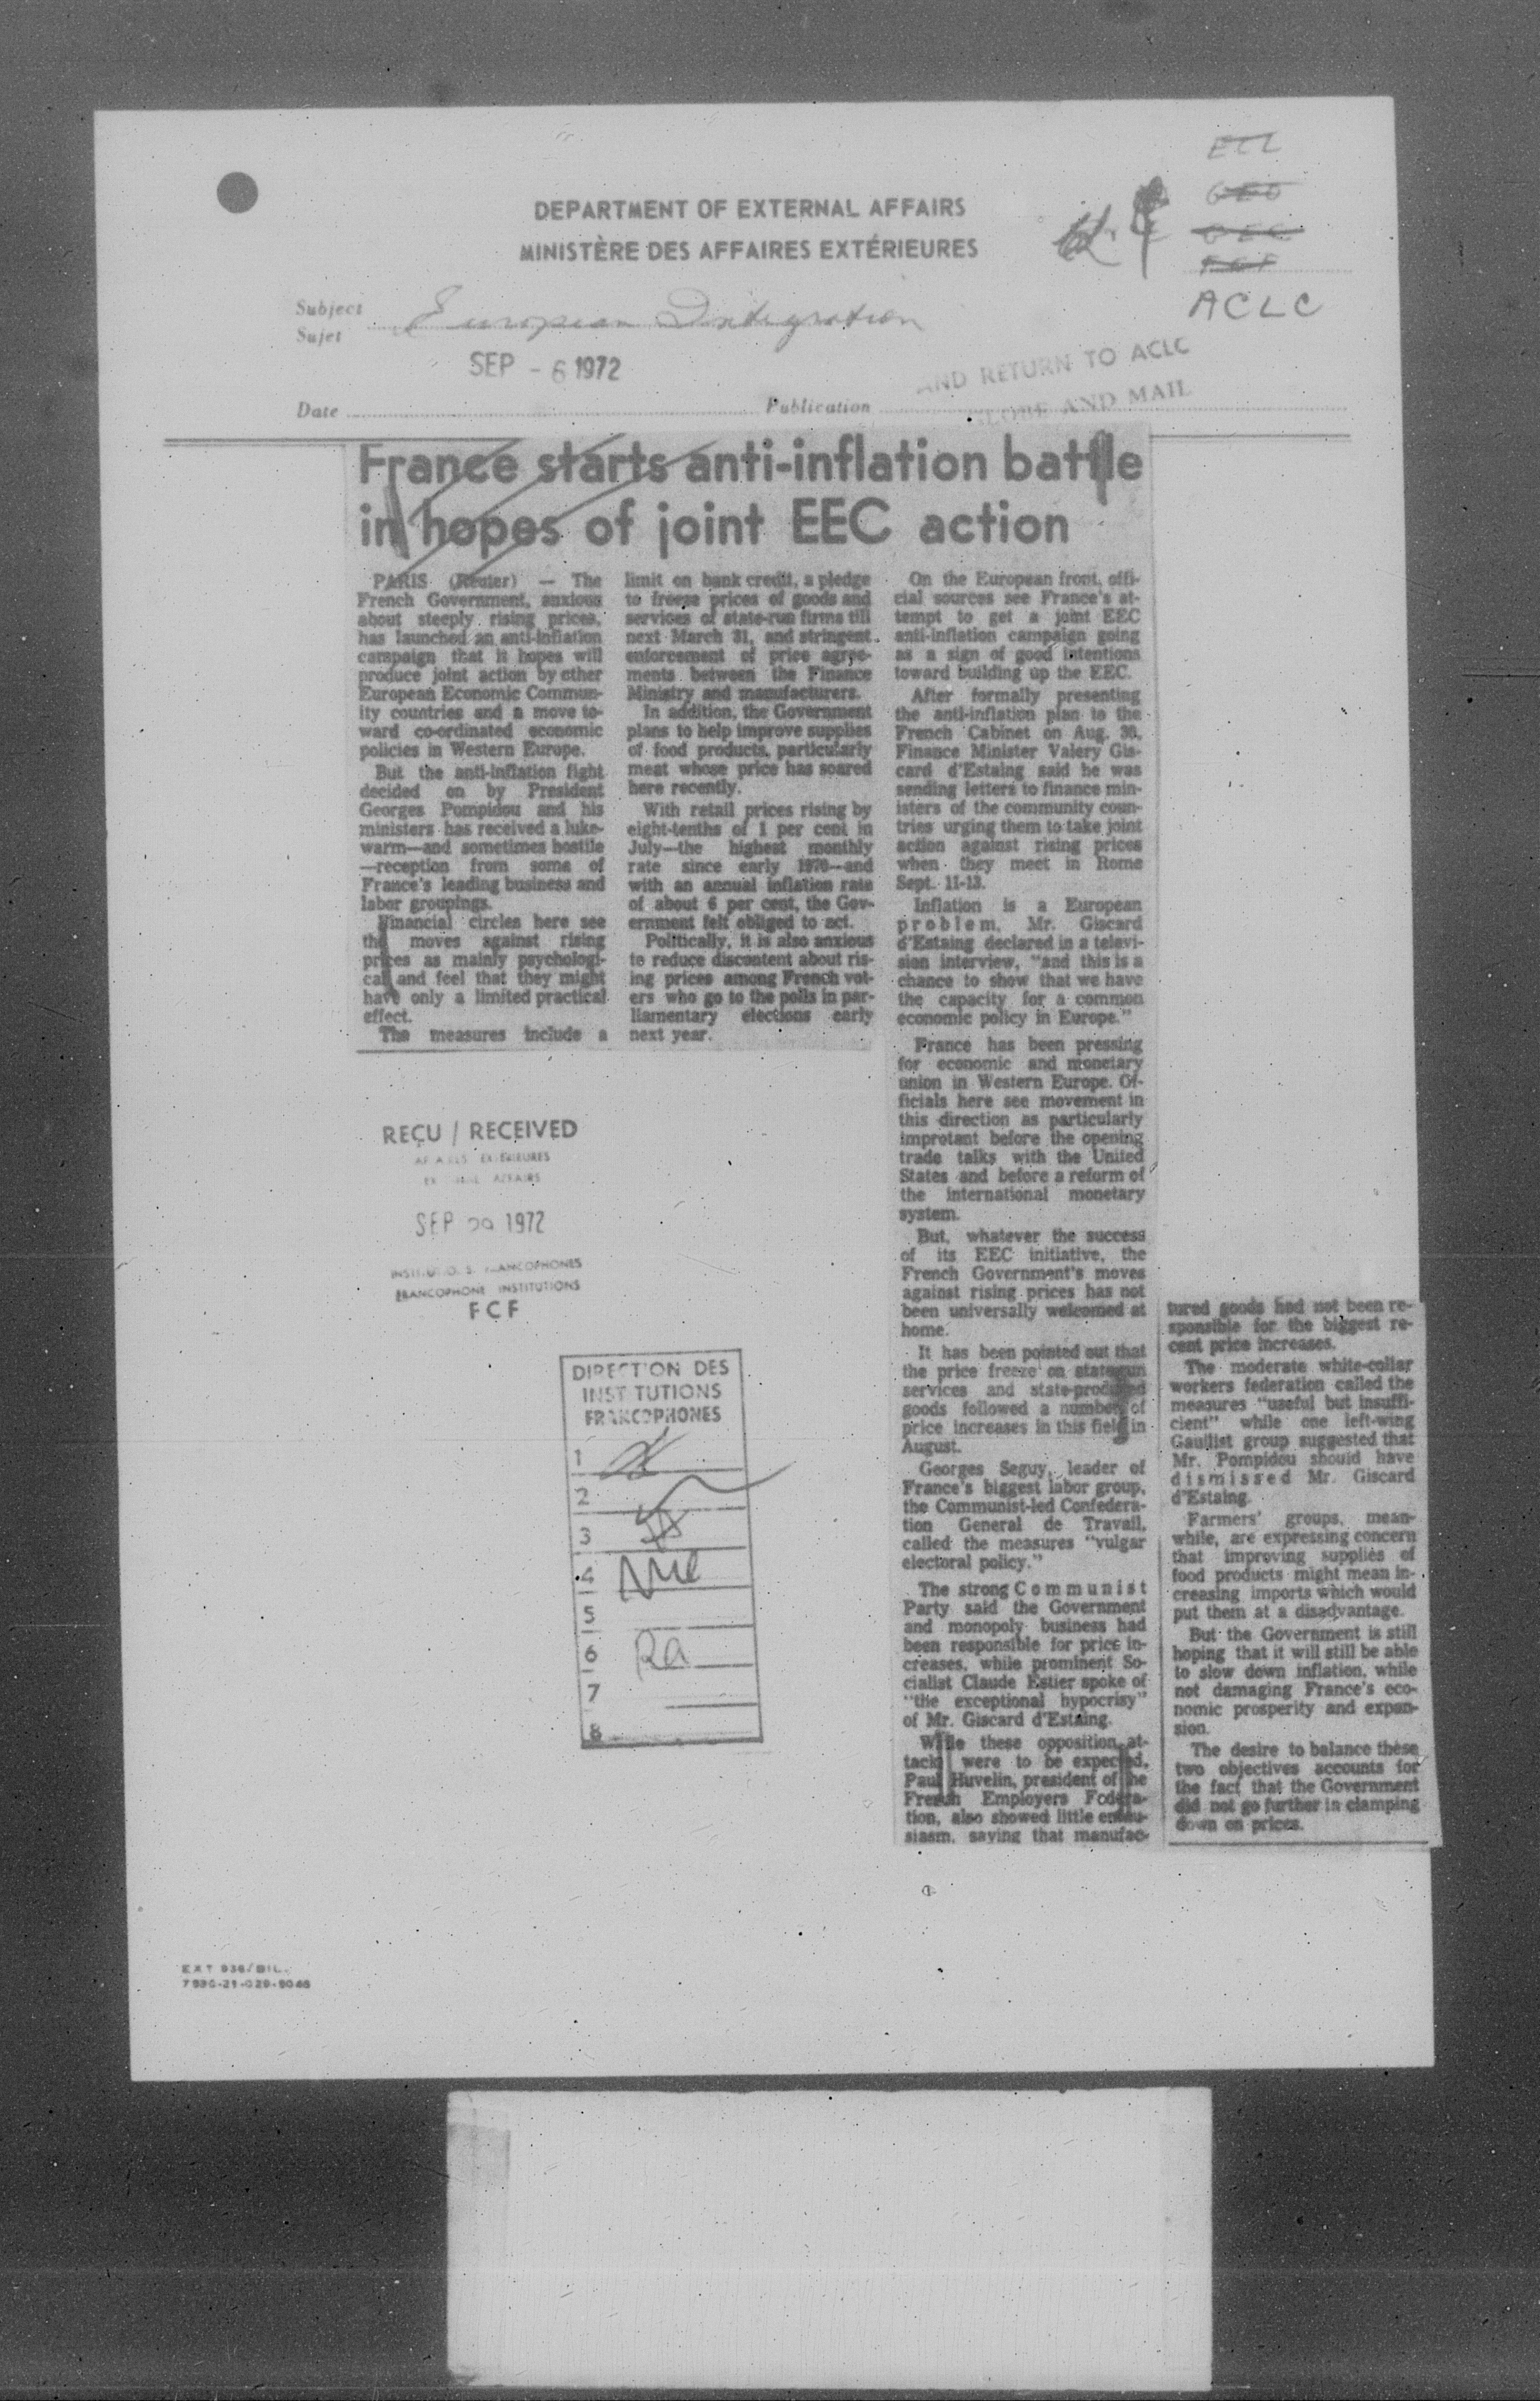 ECL
GEO
GEC
FCF
ACLC
DEPARTMENT OF EXTERNAL AFFAIRS
MINISTÈRE DES AFFAIRES EXTÉRIEURES
Subject
Sujet
European Integration
SEP - 6 1972
AND RETURN TO ACLC
Date
Publication
GLOBE AND MAIL
France starts anti-inflation battle
in hopes of joint EEC action
PARIS (Reuter) — The
French Government, anxious
about steeply rising prices,
has launched an anti-inflation
campaign that it hopes will
produce joint action by other
European Economic Commun-
ity countries and a move to-
ward co-ordinated economic
policies in Western Europe.
But the anti-inflation fight
decided on by President
Georges Pompidou and his
ministers has received a luke-
warm—and sometimes hostile
—reception from some of
France's leading business and
labor groupings.
Financial circles here see
the moves against rising
prices as mainly psychologi-
cal and feel that they might
have only a limited practical
effect.
The measures include a
limit on bank credit, a pledge
to freeze prices of goods and
services of state-run firms till
next March 31, and stringent
enforcement of price agree-
ments between the Finance
Ministry and manufacturers.
In addition, the Government
plans to help improve supplies
of food products, particularly
meat whose price has soared
here recently.
With retail prices rising by
eight-tenths of 1 per cent in
July—the highest monthly
rate since early 1970—and
with an annual inflation rate
of about 6 per cent, the Gov-
ernment felt obliged to act.
Politically, it is also anxious
to reduce discontent about ris-
ing prices among French vot-
ers who go to the polls in par-
liamentary elections early
next year.
On the European front, offi-
cial sources see France's at-
tempt to get a joint EEC
anti-inflation campaign going
as a sign of good intentions
toward building up the EEC.
After formally presenting
the anti-inflation plan to the
French Cabinet on Aug. 30,
Finance Minister Valery Gis-
card d'Estaing said he was
sending letters to finance min-
isters of the community coun-
tries urging them to take joint
action against rising prices
when they meet in Rome
Sept. 11-13.
Inflation is a European
problem, Mr. Giscard
d'Estaing declared in a televi-
sion interview, "and this is a
chance to show that we have
the capacity for a common
economic policy in Europe."
France has been pressing
for economic and monetary
union in Western Europe. Of-
ficials here see movement in
this direction as particularly
improtant before the opening
trade talks with the United
States and before a reform of
the international monetary
system.
But, whatever the success
of its EEC initiative, the
French Government's moves
against rising prices has not
been universally welcomed at
home.
It has been pointed out that
the price freeze on state-run
services and state-produced
goods followed a number of
price increases in this field in
August.
Georges Seguy, leader of
France's biggest labor group,
the Communist-led Confedera-
tion General de Travail,
called the measures "vulgar
electoral policy."
The strong Communist
Party said the Government
and monopoly business had
been responsible for price in-
creases, while prominent So-
cialist Claude Estier spoke of
"the exceptional hypocrisy"
of Mr. Giscard d'Estaing.
While these opposition at-
tacks were to be expected,
Paul Huvelin, president of the
French Employers Federa-
tion, also showed little enthu-
siasm, saying that manufac-
tured goods had not been re-
sponsible for the biggest re-
cent price increases.
The moderate white-collar
workers federation called the
measures "useful but insuffi-
cient" while one left-wing
Gaullist group suggested that
Mr. Pompidou should have
dismissed Mr. Giscard
d'Estaing.
Farmers' groups, mean-
while, are expressing concern
that improving supplies of
food products might mean in-
creasing imports which would
put them at a disadvantage.
But the Government is still
hoping that it will still be able
to slow down inflation, while
not damaging France's eco-
nomic prosperity and expan-
sion.
The desire to balance these
two objectives accounts for
the fact that the Government
did not go further in clamping
down on prices.
REÇU / RECEIVED
AFFAIRES EXTÉRIEURES
EXTERNAL AFFAIRS
SEP 29 1972
INSTITUTIONS FRANCOPHONES
FRANCOPHONE INSTITUTIONS
FCF
DIRECTION DES
INSTITUTIONS
FRANCOPHONES
1
2
3
4
5
6 Ra
7
8
EXT 936/BIL.
7530-21-029-9046